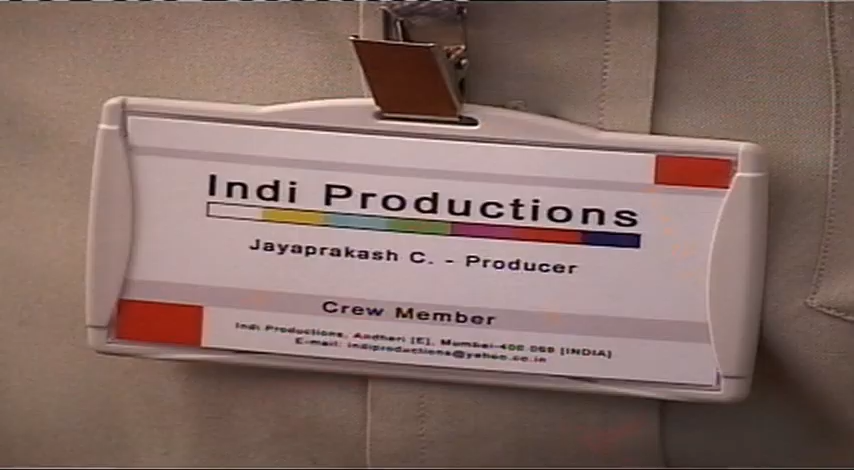 Indi Productions
Jayaprakash C. - Producer
Crew Member
Indi Productions, Andheri [E], Mumbai-400 069 [INDIA]
E-mail: indiproductions@yahoo.co.in